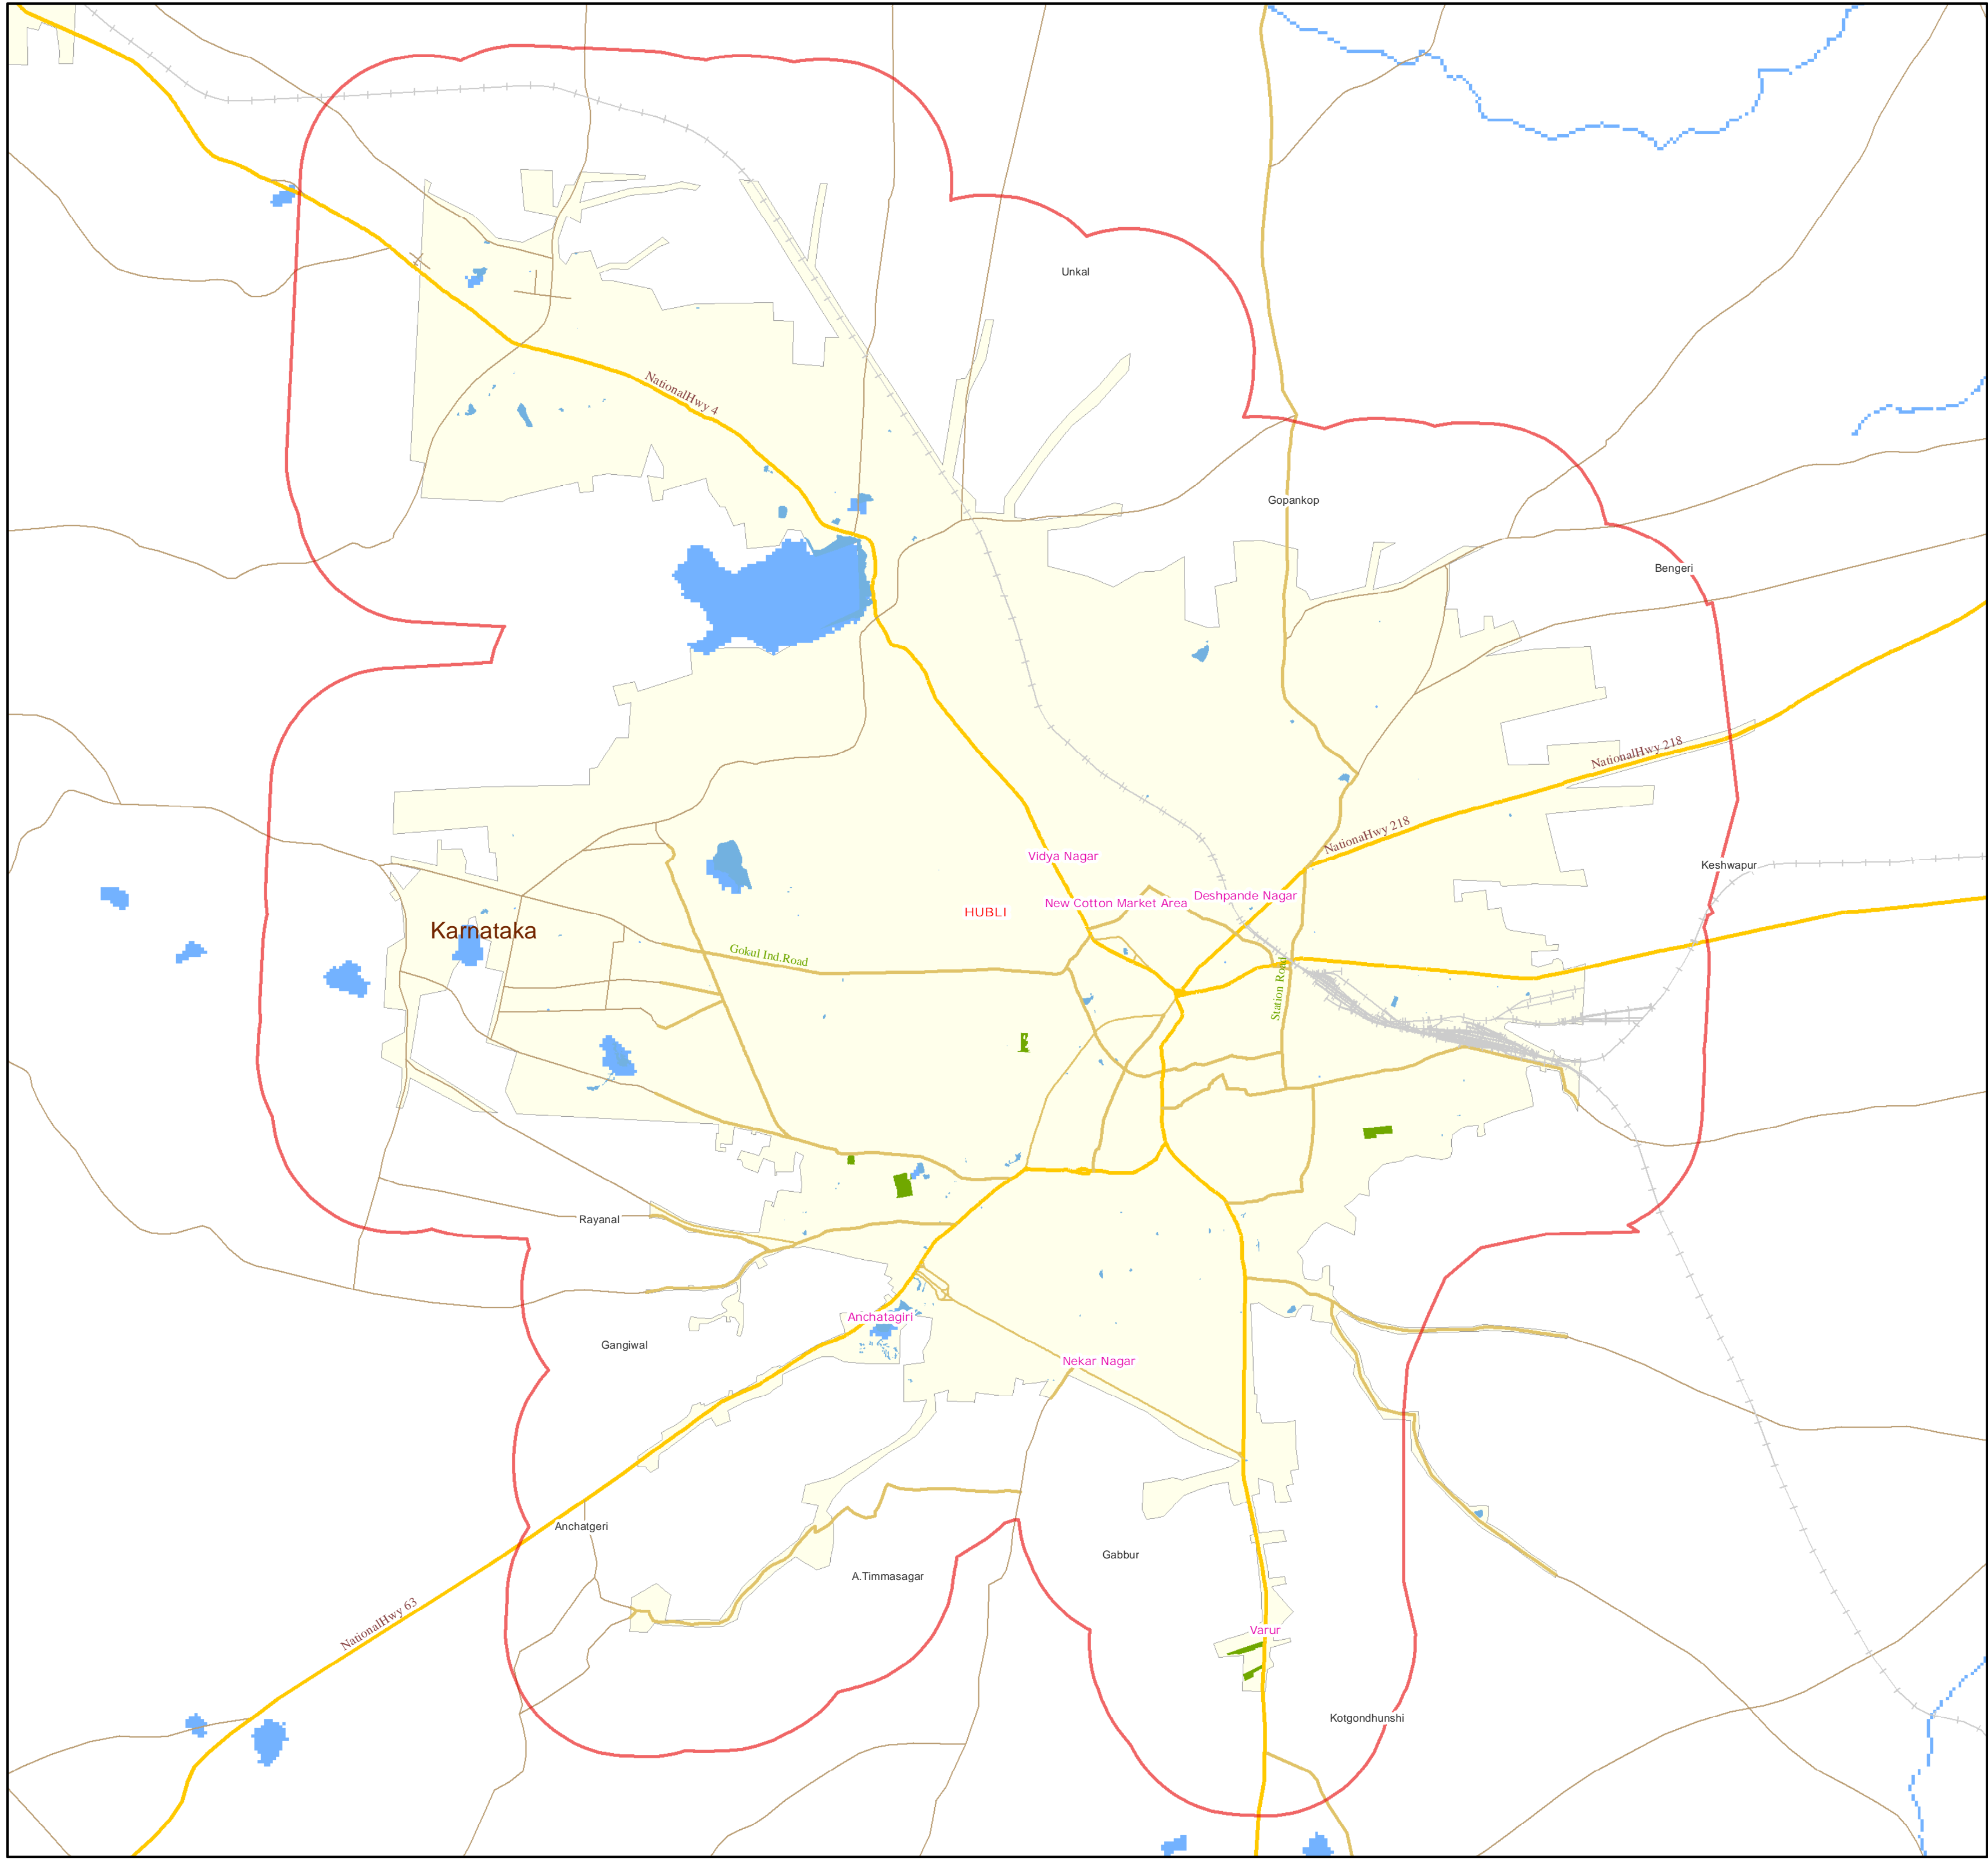 Unkal
NationalHwy 4
Gopankop
Bengeri
NationalHwy 218
NationaHwy 218
Vidya Nagar
Keshwapur
Deshpande Nagar
New Cotton Market Area
HUBLI
Karnataka
Gokul Ind.Road
Station Road
Rayanal
Anchatagiri
Gangiwal
Nekar Nagar
Anchatgeri
Gabbur
A.Timmasagar
NationalHwy 63
Varur
Kotgondhunshi